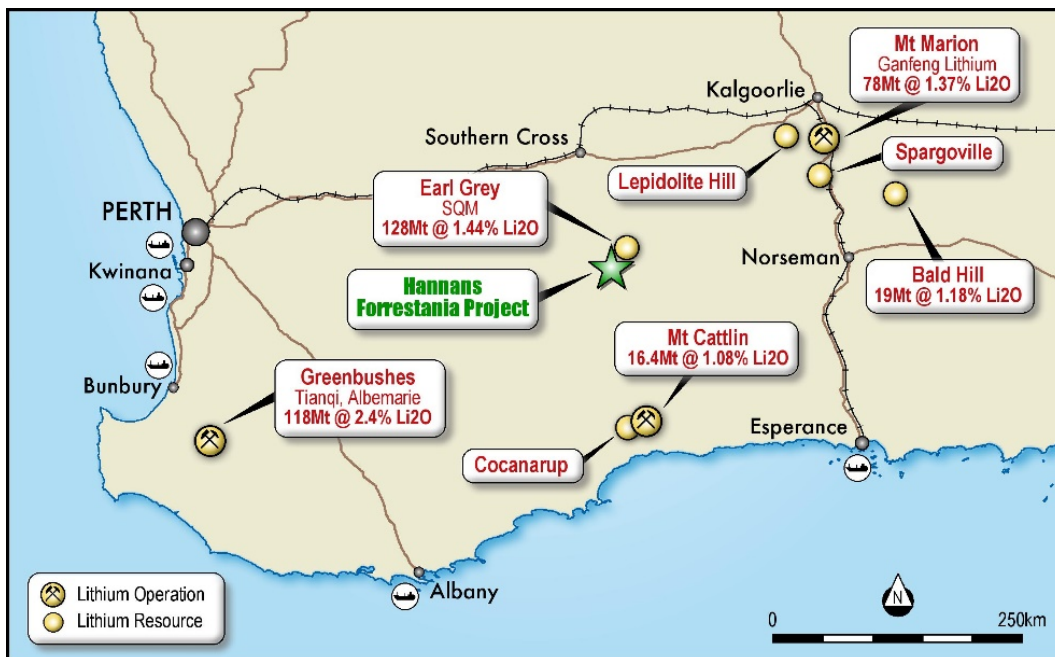 Mt Marion
Ganfeng Lithium
78Mt @ 1.37% Li2O
Kalgoorlie
Southern Cross
Spargoville
Lepidolite Hill
Earl Grey
SQM
128Mt @ 1.44% Li2O
PERTH
Kwinana
Norseman
Bald Hill
19Mt @ 1.18% Li2O
Hannans
Forrestania Project
Mt Cattlin
16.4Mt @ 1.08% Li2O
Bunbury
Greenbushes
Tianqi, Albemarie
118Mt @ 2.4% Li2O
Esperance
Cocanarup
Albany
Lithium Operation
Lithium Resource
N
0
250km